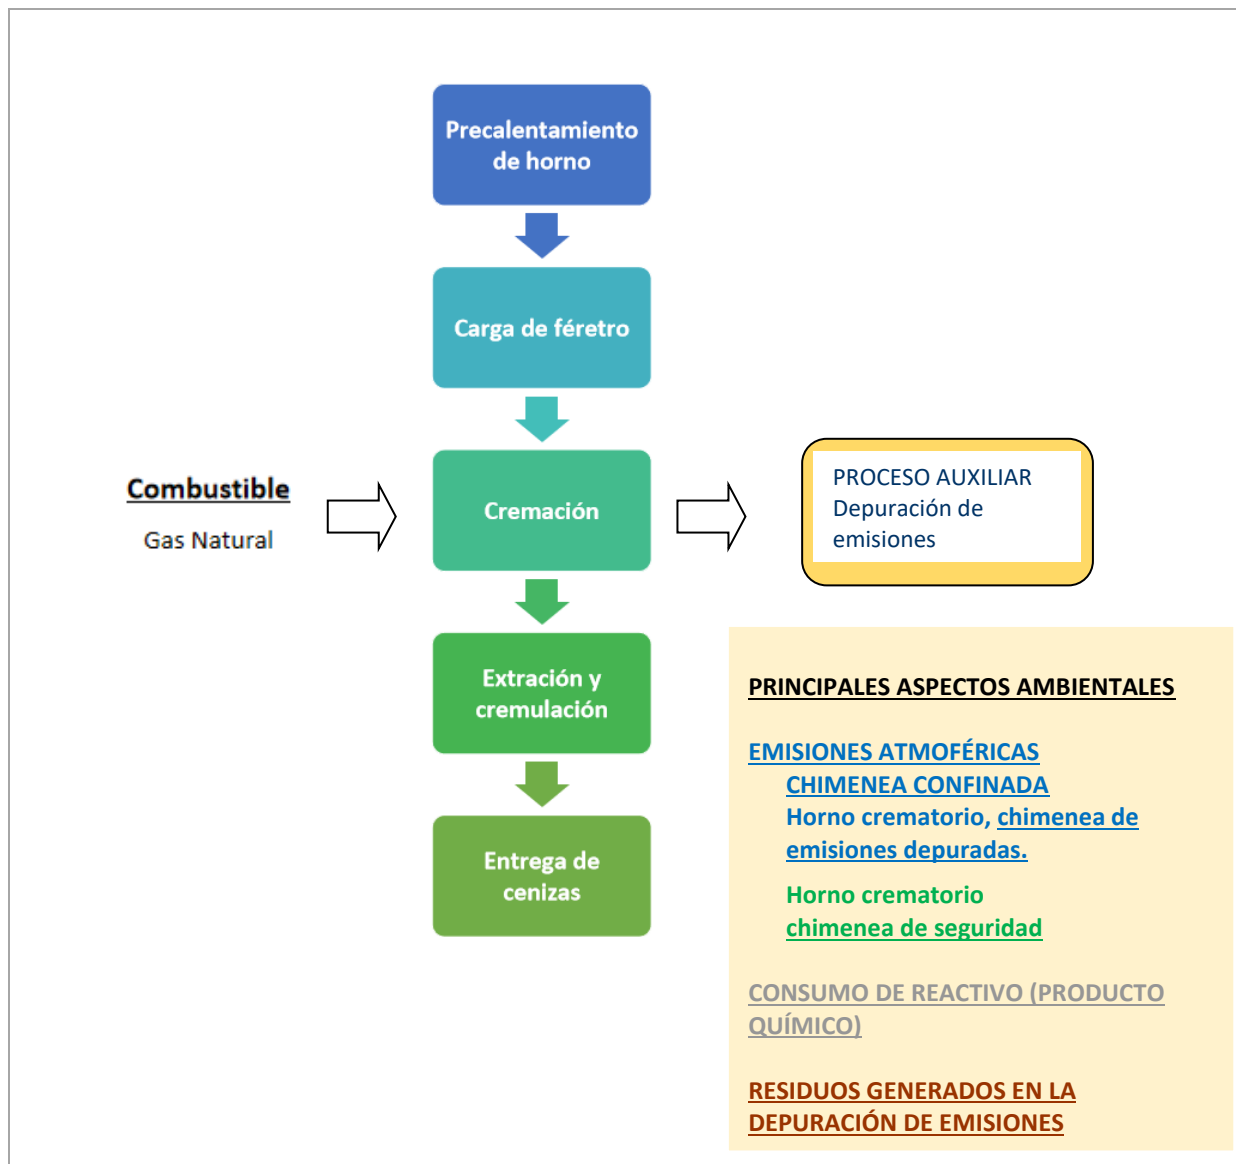 Precalentamiento
de horno
Carga de féretro
Combustible
Gas Natural
Cremación
PROCESO AUXILIAR
Depuración de
emisiones
Extración y
cremulación
Entrega de
cenizas
PRINCIPALES ASPECTOS AMBIENTALES
EMISIONES ATMOFÉRICAS
CHIMENEA CONFINADA
Horno crematorio, chimenea de
emisiones depuradas.
Horno crematorio
chimenea de seguridad
CONSUMO DE REACTIVO (PRODUCTO
QUÍMICO)
RESIDUOS GENERADOS EN LA
DEPURACIÓN DE EMISIONES